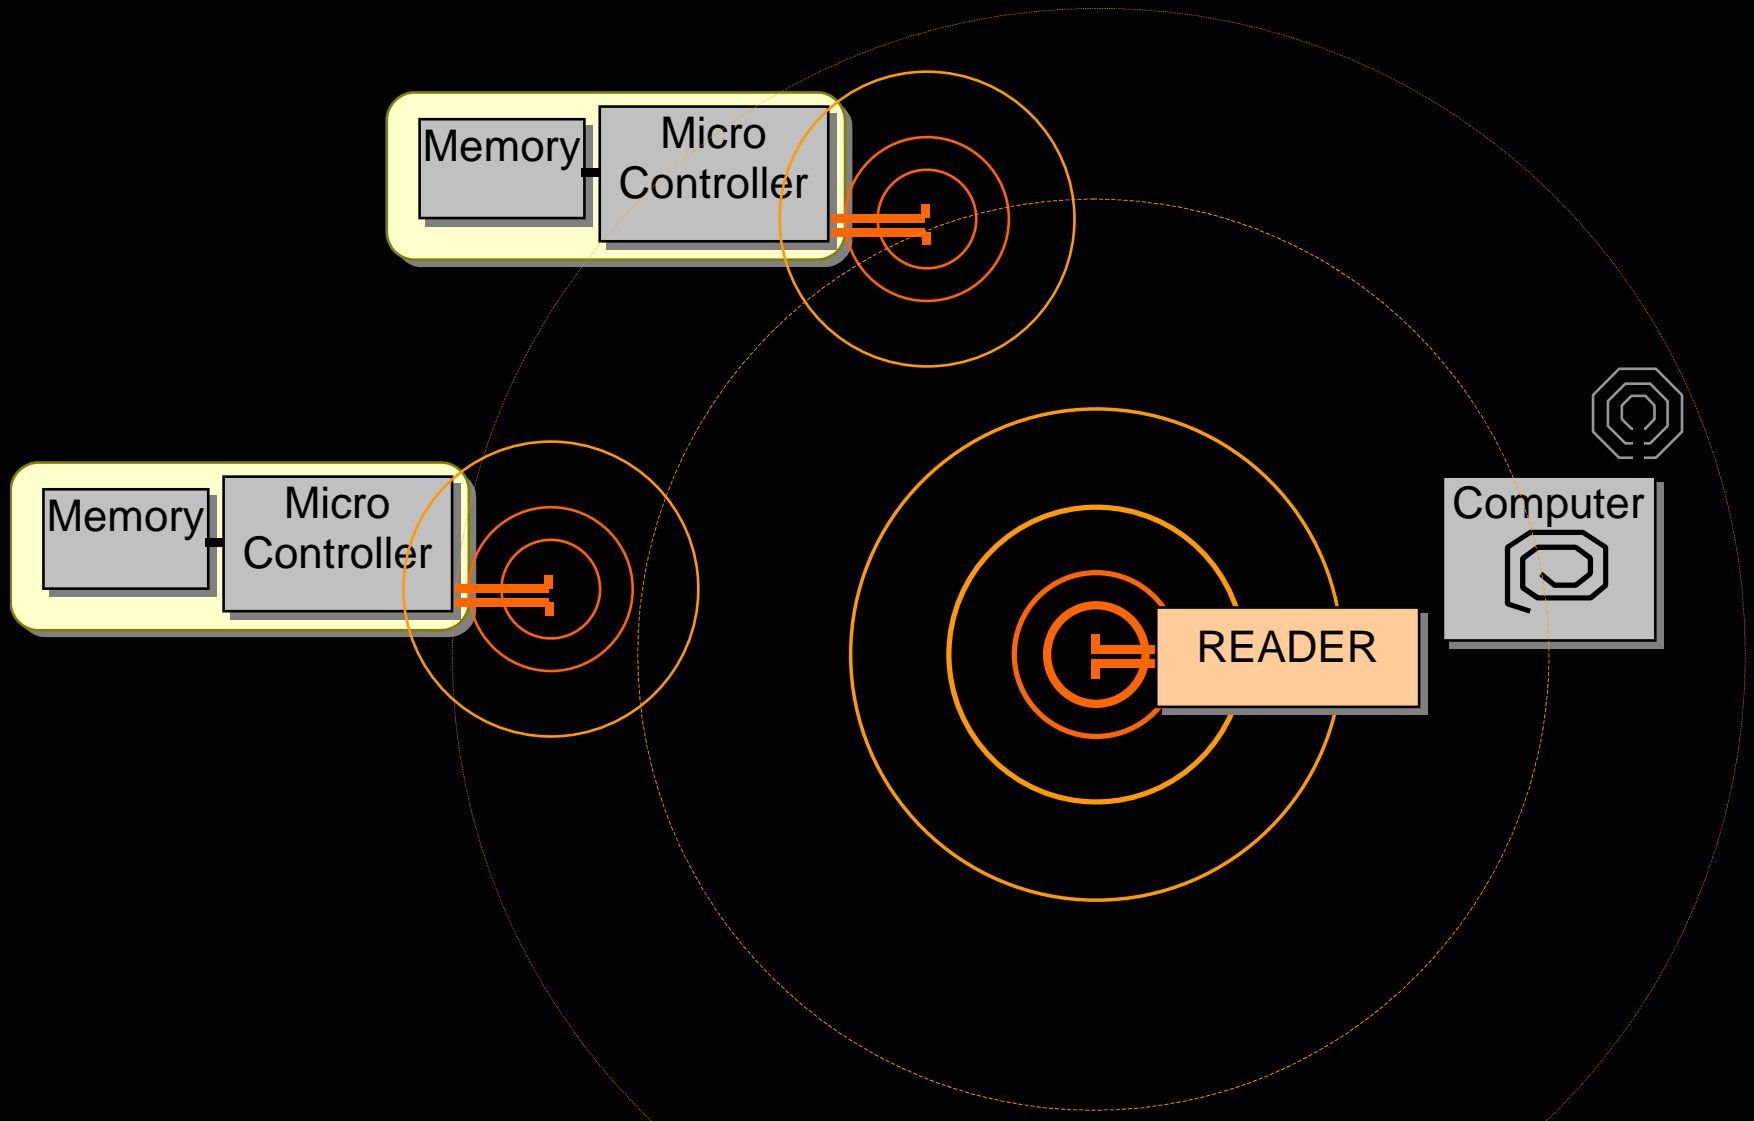 Memory
Micro
Controller
Memory
Micro
Controller
Computer
READER